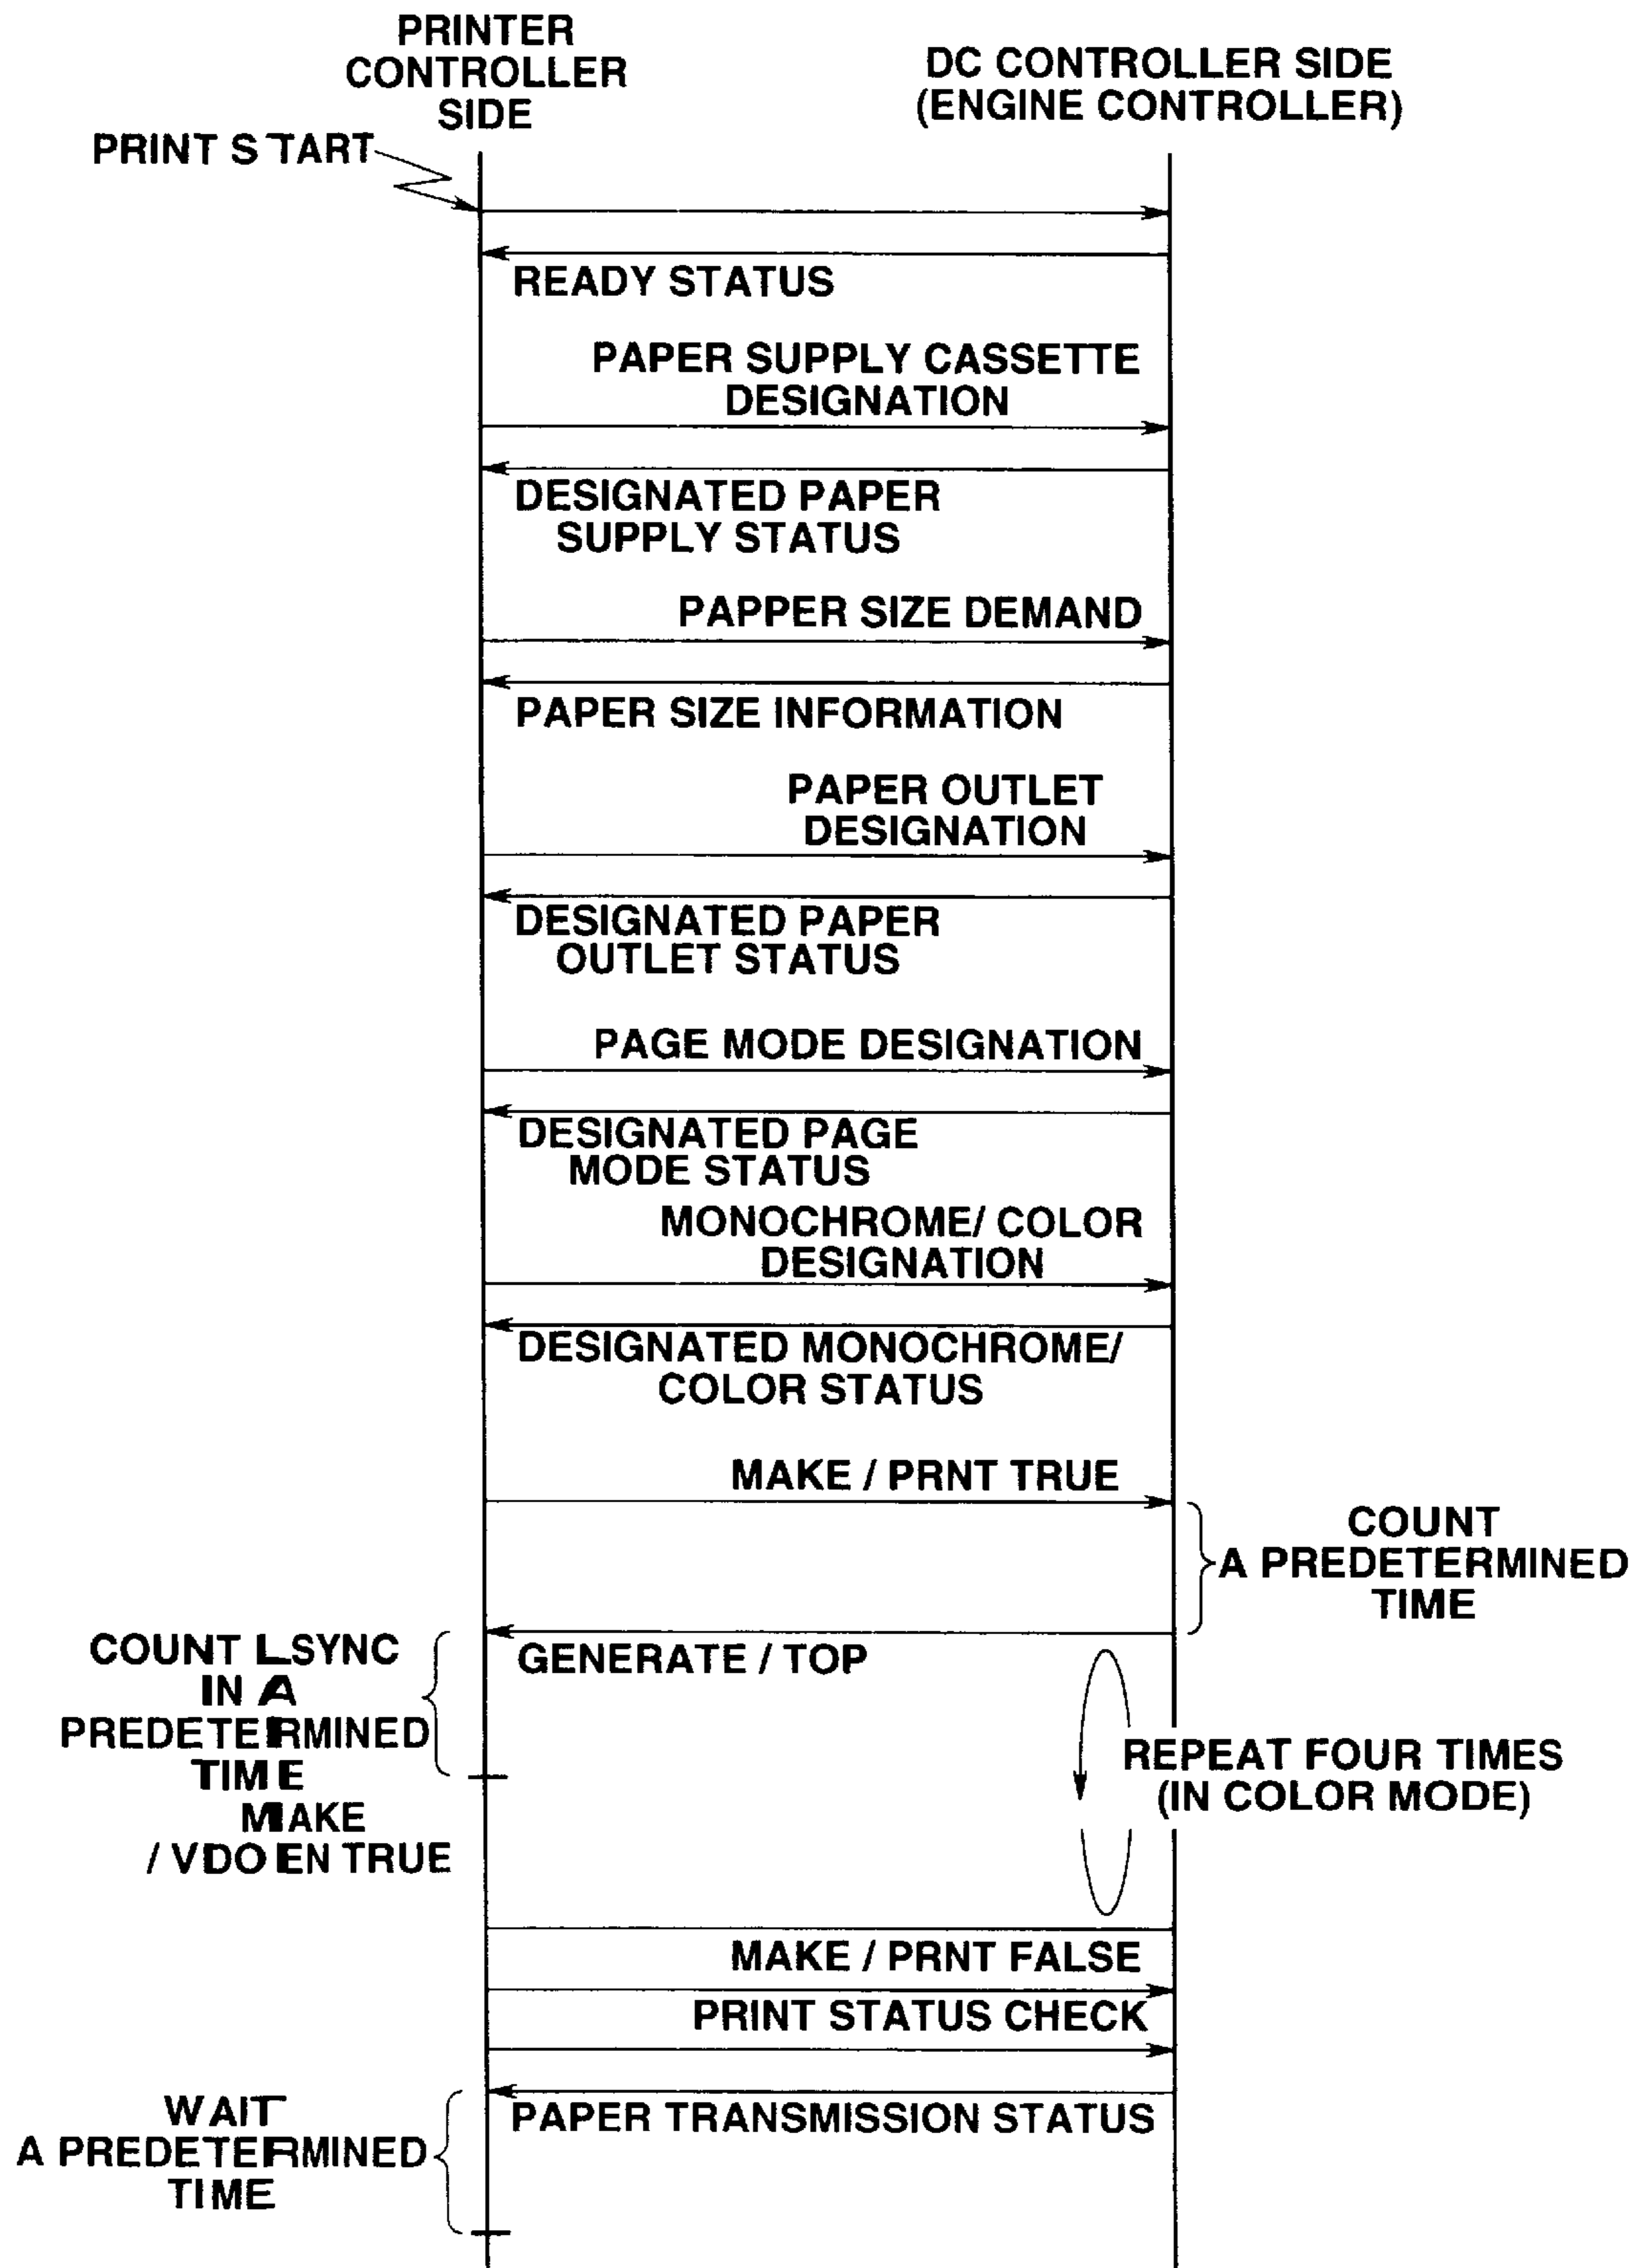 PRINTER
CONTROLLER
SIDE
DC CONTROLLER SIDE
(ENGINE CONTROLLER)
PRINT START
READY STATUS
PAPER SUPPLY CASSETTE
DESIGNATION
DESIGNATED PAPER
SUPPLY STATUS
PAPPER SIZE DEMAND
PAPER SIZE INFORMATION
PAPER OUTLET
DESIGNATION
DESIGNATED PAPER
OUTLET STATUS
PAGE MODE DESIGNATION
DESIGNATED PAGE
MODE STATUS
MONOCHROME/ COLOR
DESIGNATION
DESIGNATED MONOCHROME/
COLOR STATUS
MAKE / PRNT TRUE
COUNT
A PREDETERMINED
TIME
GENERATE / TOP
COUNT LSYNC
IN A
PREDETERMINED
TIME
MAKE
/ VDO EN TRUE
REPEAT FOUR TIMES
(IN COLOR MODE)
MAKE / PRNT FALSE
PRINT STATUS CHECK
PAPER TRANSMISSION STATUS
WAIT
A PREDETERMINED
TIME